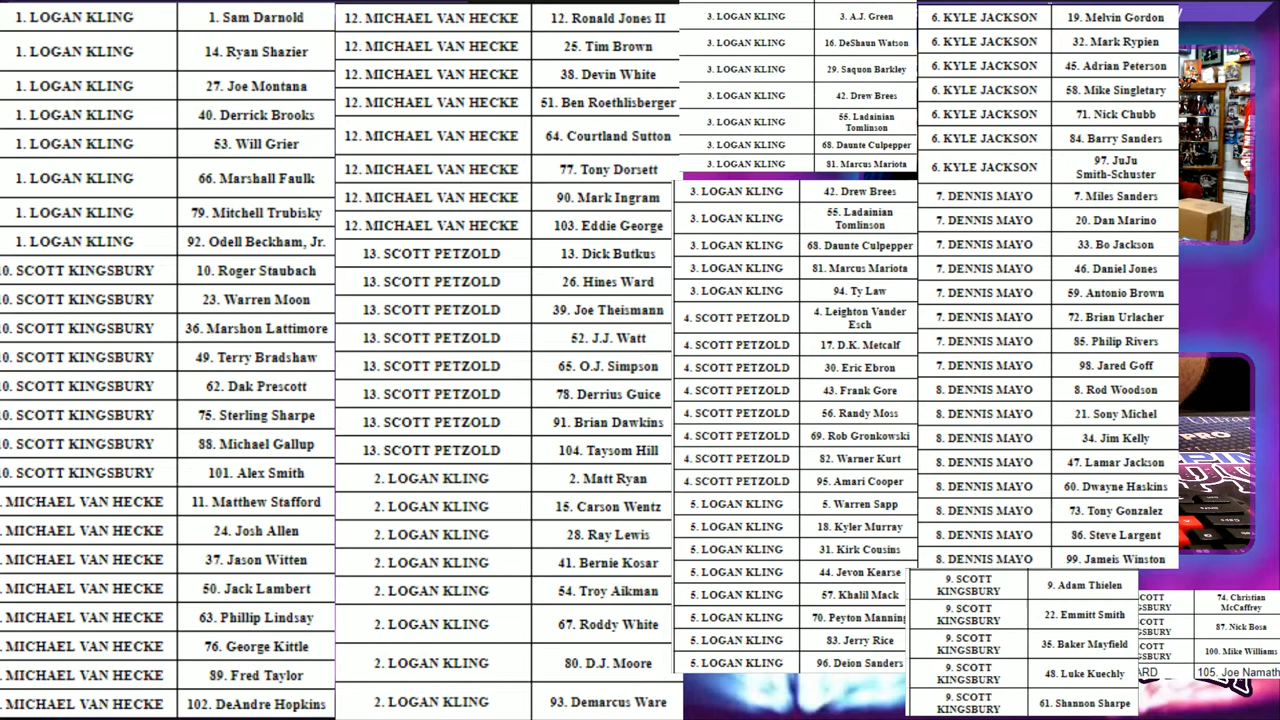 1. LOGAN KLING 1. Sam Darnold
1. LOGAN KLING 14. Ryan Shazier
1. LOGAN KLING 27. Joe Montana
1. LOGAN KLING 40. Derrick Brooks
1. LOGAN KLING 53. Will Grier
1. LOGAN KLING 66. Marshall Faulk
1. LOGAN KLING 79. Mitchell Trubisky
1. LOGAN KLING 92. Odell Beckham, Jr.
0. SCOTT KINGSBURY 10. Roger Staubach
0. SCOTT KINGSBURY 23. Warren Moon
0. SCOTT KINGSBURY 36. Marshon Lattimore
0. SCOTT KINGSBURY 49. Terry Bradshaw
0. SCOTT KINGSBURY 62. Dak Prescott
0. SCOTT KINGSBURY 75. Sterling Sharpe
0. SCOTT KINGSBURY 88. Michael Gallup
0. SCOTT KINGSBURY 101. Alex Smith
. MICHAEL VAN HECKE 11. Matthew Stafford
. MICHAEL VAN HECKE 24. Josh Allen
. MICHAEL VAN HECKE 37. Jason Witten
. MICHAEL VAN HECKE 50. Jack Lambert
. MICHAEL VAN HECKE 63. Phillip Lindsay
. MICHAEL VAN HECKE 76. George Kittle
. MICHAEL VAN HECKE 89. Fred Taylor
. MICHAEL VAN HECKE 102. DeAndre Hopkins
12. MICHAEL VAN HECKE 12. Ronald Jones II
12. MICHAEL VAN HECKE 25. Tim Brown
12. MICHAEL VAN HECKE 38. Devin White
12. MICHAEL VAN HECKE 51. Ben Roethlisberger
12. MICHAEL VAN HECKE 64. Courtland Sutton
12. MICHAEL VAN HECKE 77. Tony Dorsett
12. MICHAEL VAN HECKE 90. Mark Ingram
12. MICHAEL VAN HECKE 103. Eddie George
13. SCOTT PETZOLD 13. Dick Butkus
13. SCOTT PETZOLD 26. Hines Ward
13. SCOTT PETZOLD 39. Joe Theismann
13. SCOTT PETZOLD 52. J.J. Watt
13. SCOTT PETZOLD 65. O.J. Simpson
13. SCOTT PETZOLD 78. Derrius Guice
13. SCOTT PETZOLD 91. Brian Dawkins
13. SCOTT PETZOLD 104. Taysom Hill
2. LOGAN KLING 2. Matt Ryan
2. LOGAN KLING 15. Carson Wentz
2. LOGAN KLING 28. Ray Lewis
2. LOGAN KLING 41. Bernie Kosar
2. LOGAN KLING 54. Troy Aikman
2. LOGAN KLING 67. Roddy White
2. LOGAN KLING 80. D.J. Moore
2. LOGAN KLING 93. Demarcus Ware
3. LOGAN KLING 3. A.J. Green
3. LOGAN KLING 16. DeShaun Watson
3. LOGAN KLING 29. Saquon Barkley
3. LOGAN KLING 42. Drew Brees
3. LOGAN KLING 55. Ladainian
Tomlinson
3. LOGAN KLING 68. Daunte Culpepper
3. LOGAN KLING 81. Marcus Mariota
3. LOGAN KLING 42. Drew Brees
3. LOGAN KLING 55. Ladainian
Tomlinson
3. LOGAN KLING 68. Daunte Culpepper
3. LOGAN KLING 81. Marcus Mariota
3. LOGAN KLING 94. Ty Law
4. SCOTT PETZOLD 4. Leighton Vander
Esch
4. SCOTT PETZOLD 17. D.K. Metcalf
4. SCOTT PETZOLD 30. Eric Ebron
4. SCOTT PETZOLD 43. Frank Gore
4. SCOTT PETZOLD 56. Randy Moss
4. SCOTT PETZOLD 69. Rob Gronkowski
4. SCOTT PETZOLD 82. Warner Kurt
4. SCOTT PETZOLD 95. Amari Cooper
5. LOGAN KLING 5. Warren Sapp
5. LOGAN KLING 18. Kyler Murray
5. LOGAN KLING 31. Kirk Cousins
5. LOGAN KLING 44. Jevon Kearse
5. LOGAN KLING 57. Khalil Mack
5. LOGAN KLING 70. Peyton Manning
5. LOGAN KLING 83. Jerry Rice
5. LOGAN KLING 96. Deion Sanders
6. KYLE JACKSON 19. Melvin Gordon
6. KYLE JACKSON 32. Mark Rypien
6. KYLE JACKSON 45. Adrian Peterson
6. KYLE JACKSON 58. Mike Singletary
6. KYLE JACKSON 71. Nick Chubb
6. KYLE JACKSON 84. Barry Sanders
6. KYLE JACKSON 97. JuJu
Smith-Schuster
7. DENNIS MAYO 7. Miles Sanders
7. DENNIS MAYO 20. Dan Marino
7. DENNIS MAYO 33. Bo Jackson
7. DENNIS MAYO 46. Daniel Jones
7. DENNIS MAYO 59. Antonio Brown
7. DENNIS MAYO 72. Brian Urlacher
7. DENNIS MAYO 85. Philip Rivers
7. DENNIS MAYO 98. Jared Goff
8. DENNIS MAYO 8. Rod Woodson
8. DENNIS MAYO 21. Sony Michel
8. DENNIS MAYO 34. Jim Kelly
8. DENNIS MAYO 47. Lamar Jackson
8. DENNIS MAYO 60. Dwayne Haskins
8. DENNIS MAYO 73. Tony Gonzalez
8. DENNIS MAYO 86. Steve Largent
8. DENNIS MAYO 99. Jameis Winston
9. SCOTT
KINGSBURY 9. Adam Thielen
9. SCOTT
KINGSBURY 22. Emmitt Smith
9. SCOTT
KINGSBURY 35. Baker Mayfield
9. SCOTT
KINGSBURY 48. Luke Kuechly
9. SCOTT
KINGSBURY 61. Shannon Sharpe
COTT
SBURY 74. Christian
McCaffrey
COTT
SBURY 87. Nick Bosa
COTT
SBURY 100. Mike Williams
ARD 105. Joe Namath
PRO